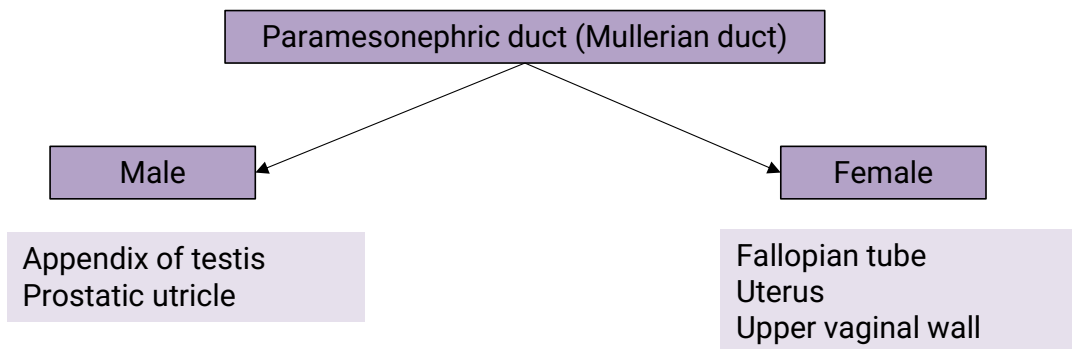 Paramesonephric duct (Mullerian duct)
Male
Female
Appendix of testis
Prostatic utricle
Fallopian tube
Uterus
Upper vaginal wall